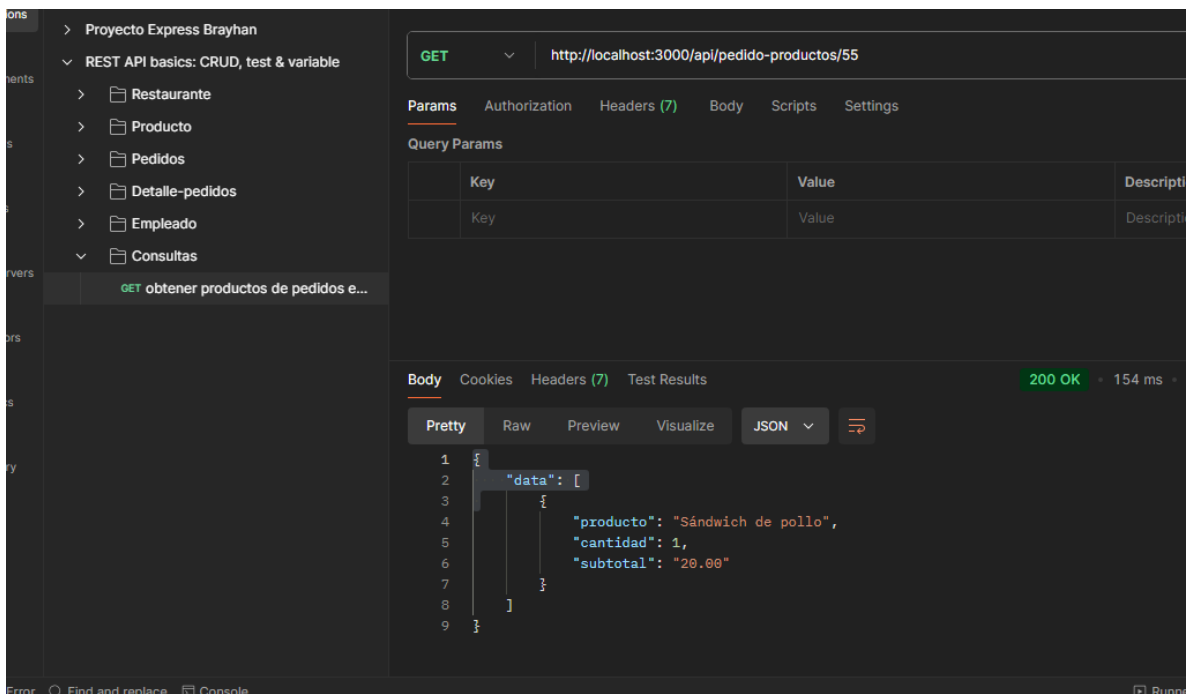 Proyecto Express Brayhan
REST API basics: CRUD, test & variable
Restaurante
Producto
Pedidos
Detalle-pedidos
Empleado
Consultas
GET obtener productos de pedidos e...
GET http://localhost:3000/api/pedido-productos/55
Params Authorization Headers (7) Body Scripts Settings
Query Params
Key Value Descripti
Key Value Descripti
Body Cookies Headers (7) Test Results 200 OK • 154 ms •
Pretty Raw Preview Visualize JSON
1 {
2 "data": [
3 {
4 "producto": "Sándwich de pollo",
5 "cantidad": 1,
6 "subtotal": "20.00"
7 }
8 ]
9 }
Error Find and replace Console Runne